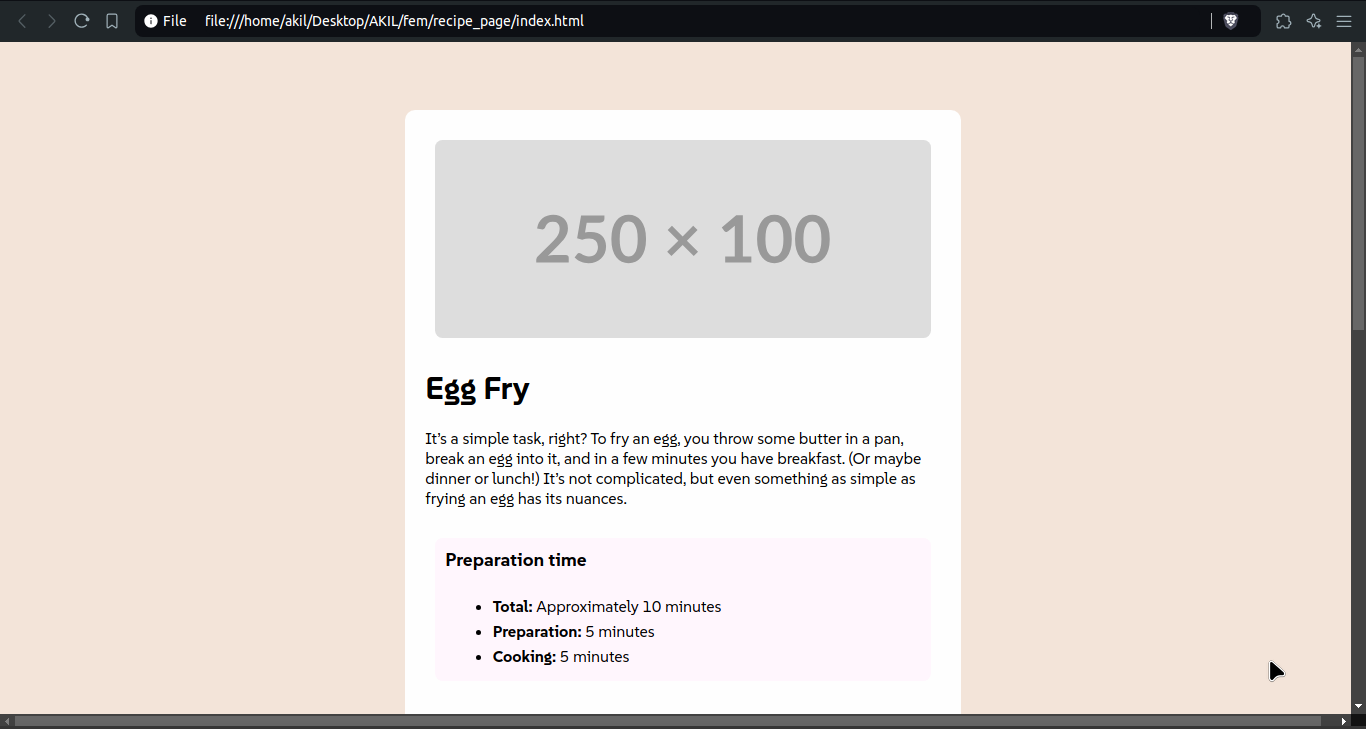 File file:///home/akil/Desktop/AKIL/fem/recipe_page/index.html
250 × 100
Egg Fry
It’s a simple task, right? To fry an egg, you throw some butter in a pan,
break an egg into it, and in a few minutes you have breakfast. (Or maybe
dinner or lunch!) It’s not complicated, but even something as simple as
frying an egg has its nuances.
Preparation time
Total: Approximately 10 minutes
Preparation: 5 minutes
Cooking: 5 minutes